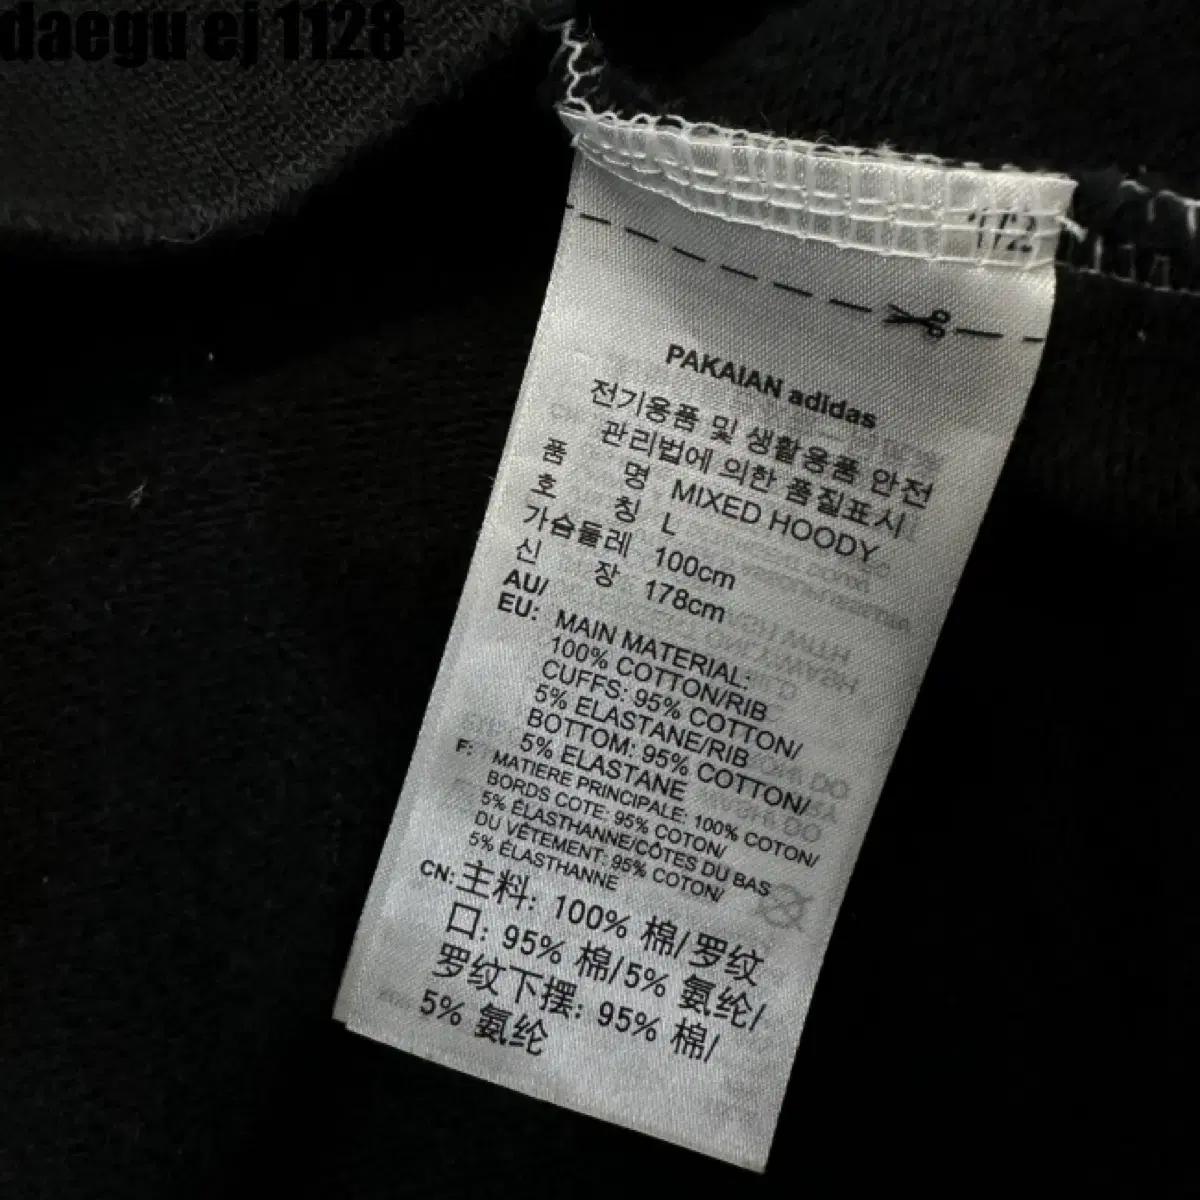 daegu ej 1128
1/2
PAKAIAN adidas
전기용품 및 생활용품 안전
관리법에 의한 품질표시
품 명 MIXED HOODY
호 칭 L
가슴둘레 100cm
신 장 178cm
AU/
EU: MAIN MATERIAL:
100% COTTON/RIB
CUFFS: 95% COTTON/
5% ELASTANE/RIB
BOTTOM: 95% COTTON/
5% ELASTANE
F: MATIERE PRINCIPALE: 100% COTON/
BORDS COTE: 95% COTON/
5% ÉLASTHANNE/CÔTES DU BAS
DU VÊTEMENT: 95% COTON/
5% ÉLASTHANNE
CN: 主料: 100% 棉/罗纹
口: 95% 棉/5% 氨纶/
罗纹下摆: 95% 棉/
5% 氨纶